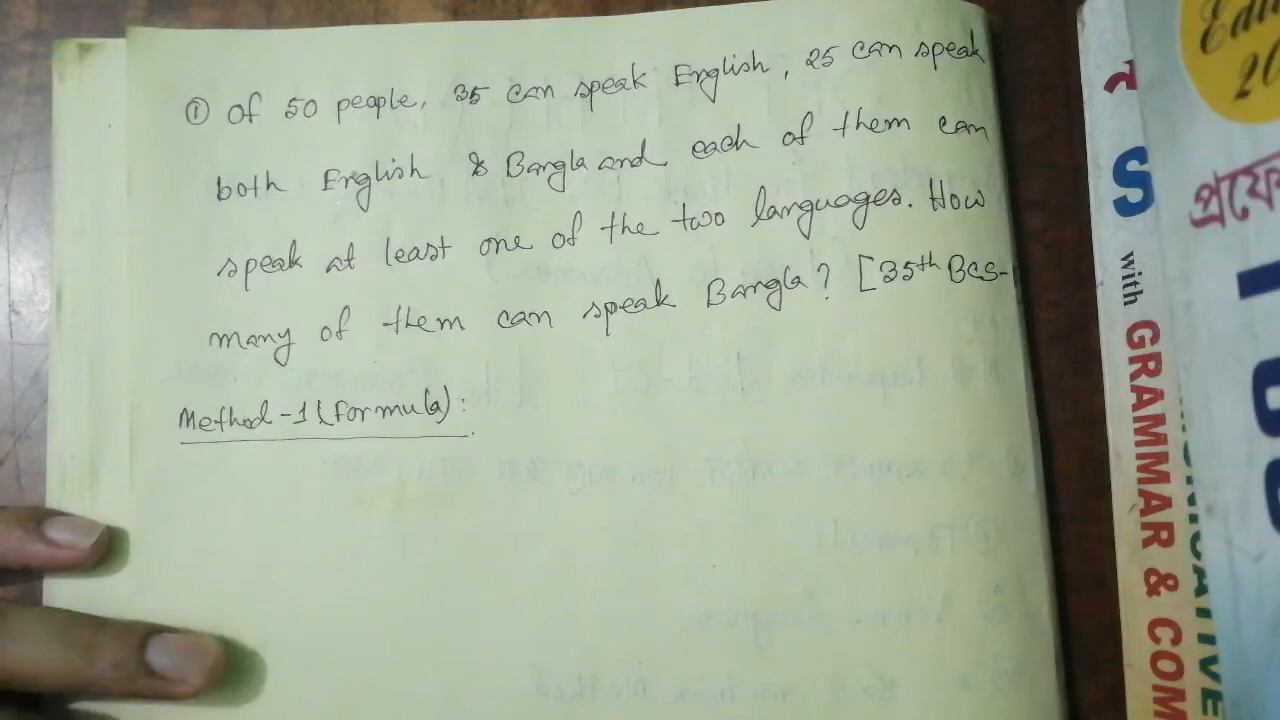 ① Of 50 people, 35 can speak English, 25 can speak
both English & Bangla and each of them can
speak at least one of the two languages. How
many of them can speak Bangla? [35th BCS-
Method-1 (Formula):
S
with GRAMMAR & COM